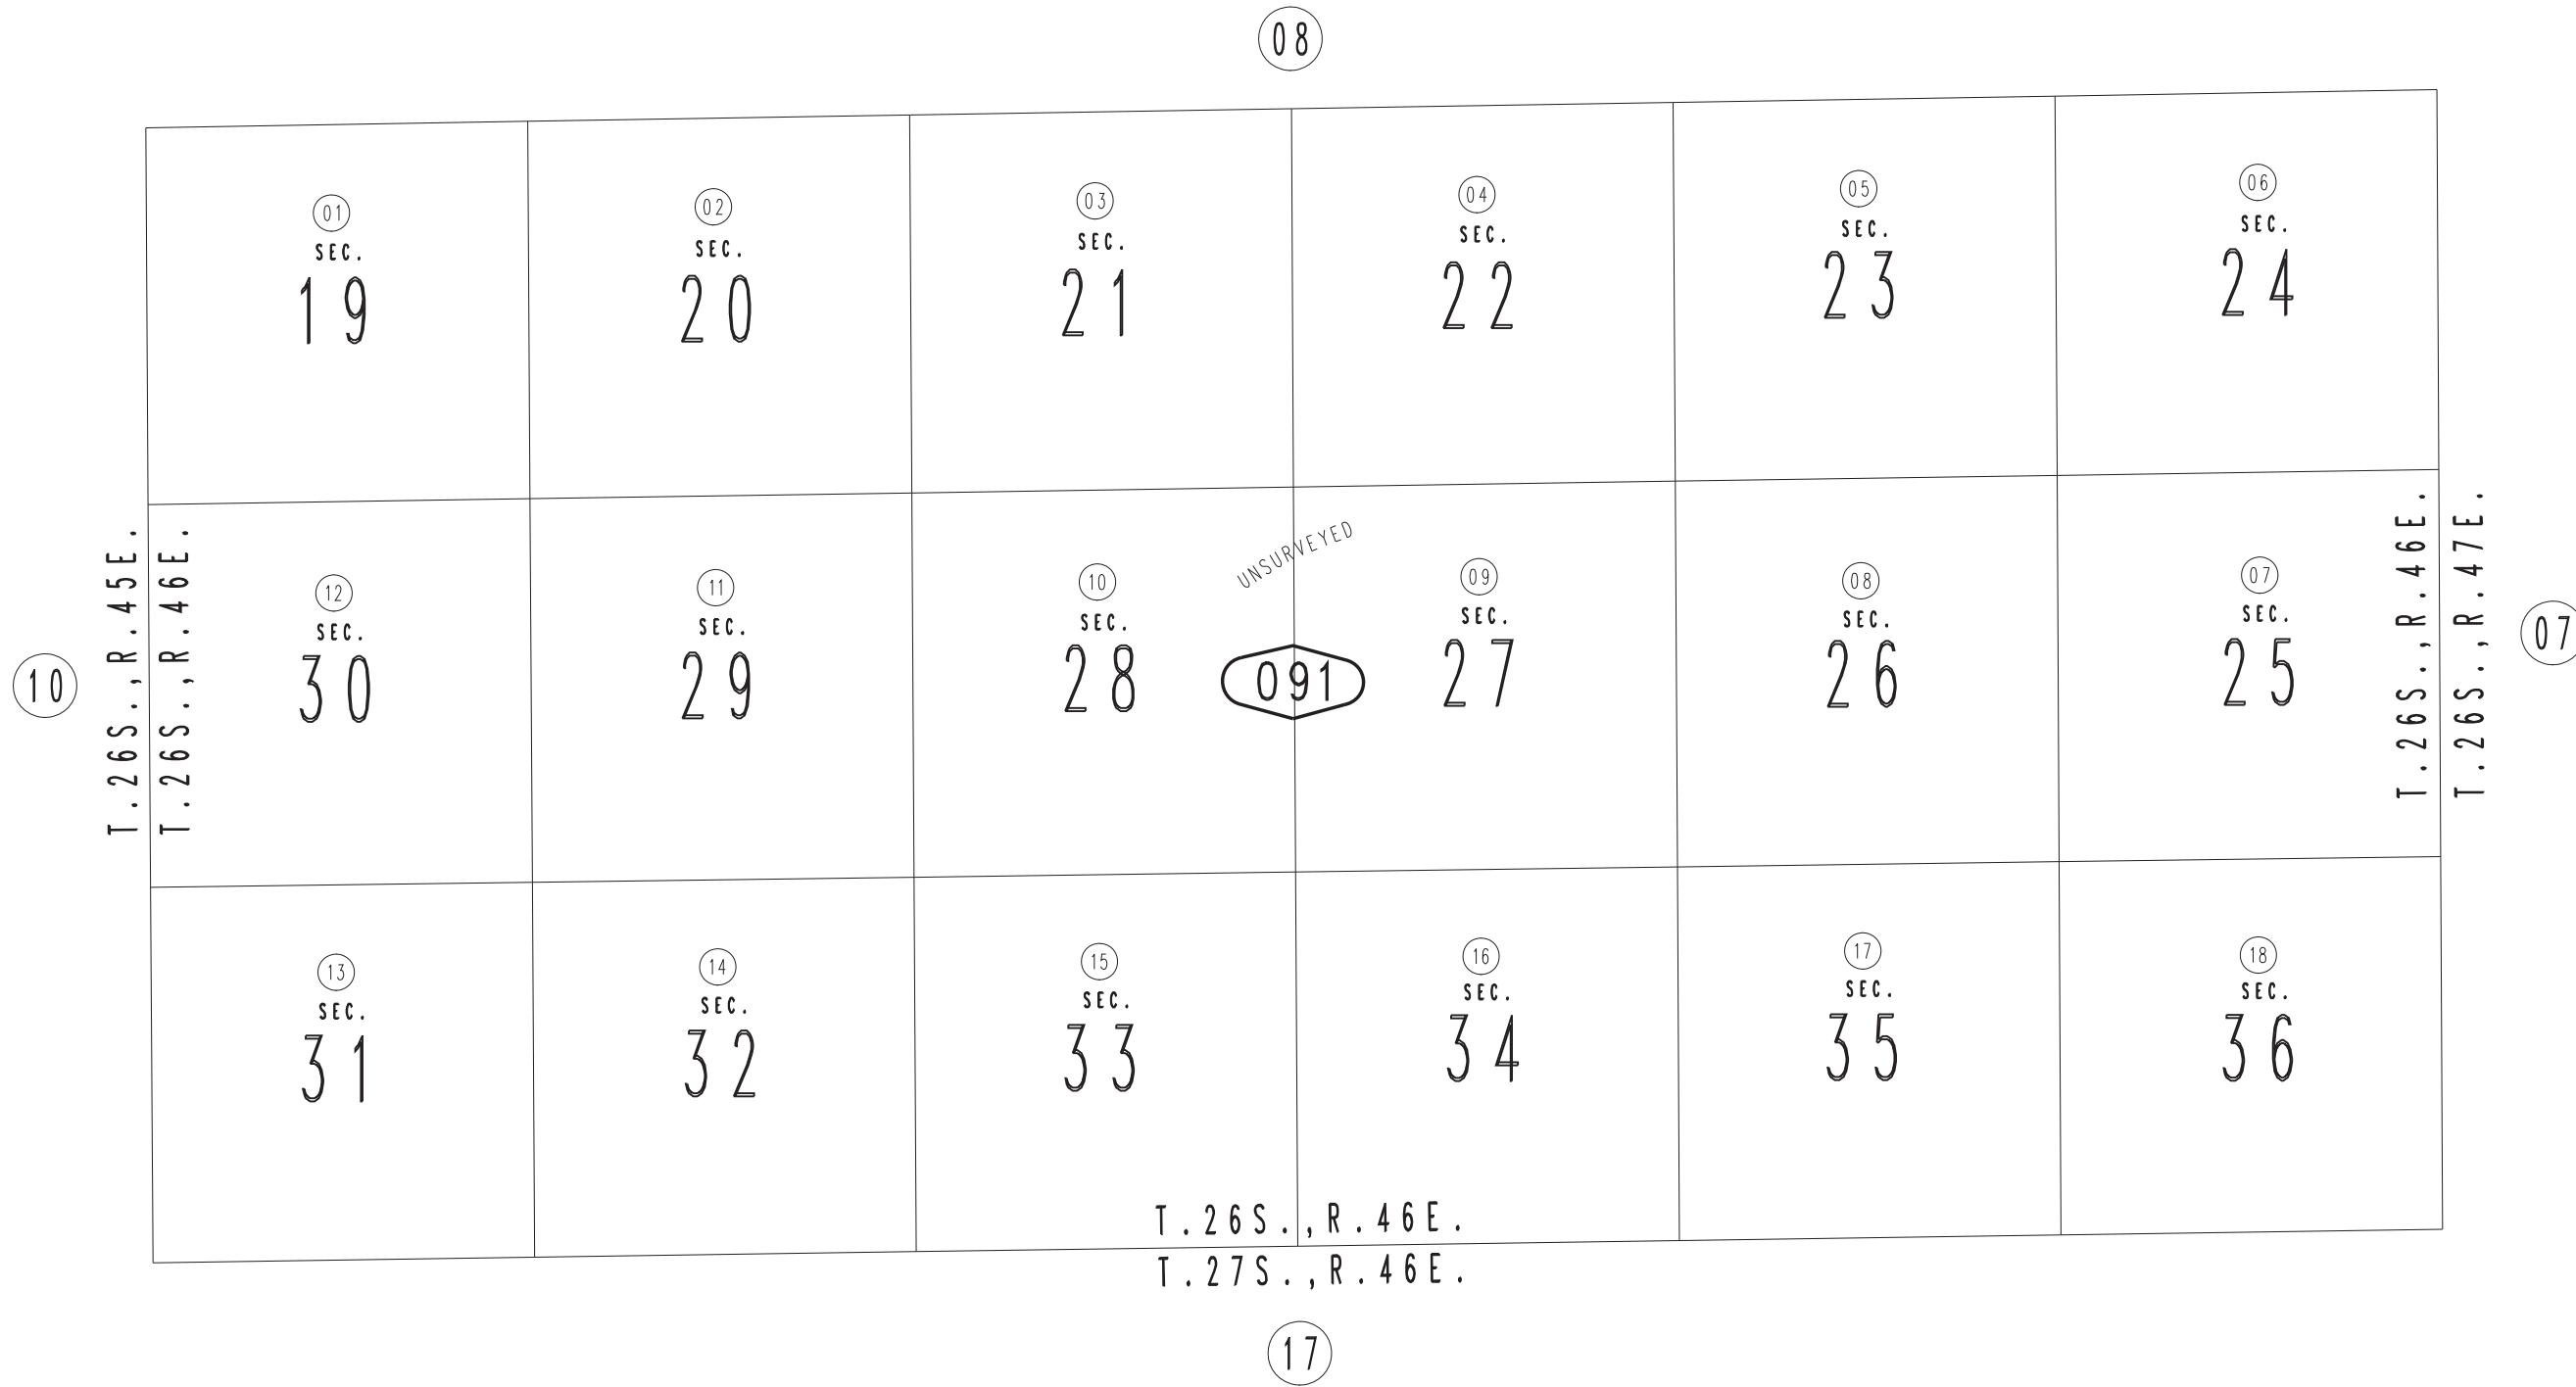 08
01
SEC.
19
02
SEC.
20
03
SEC.
21
04
SEC.
22
05
SEC.
23
06
SEC.
24
10
T.26S.,R.45E.
T.26S.,R.46E.
12
SEC.
30
11
SEC.
29
10
SEC.
28
UNSURVEYED
091
09
SEC.
27
08
SEC.
26
07
SEC.
25
T.26S.,R.46E.
T.26S.,R.47E.
07
13
SEC.
31
14
SEC.
32
15
SEC.
33
16
SEC.
34
17
SEC.
35
18
SEC.
36
T.26S.,R.46E.
T.27S.,R.46E.
17